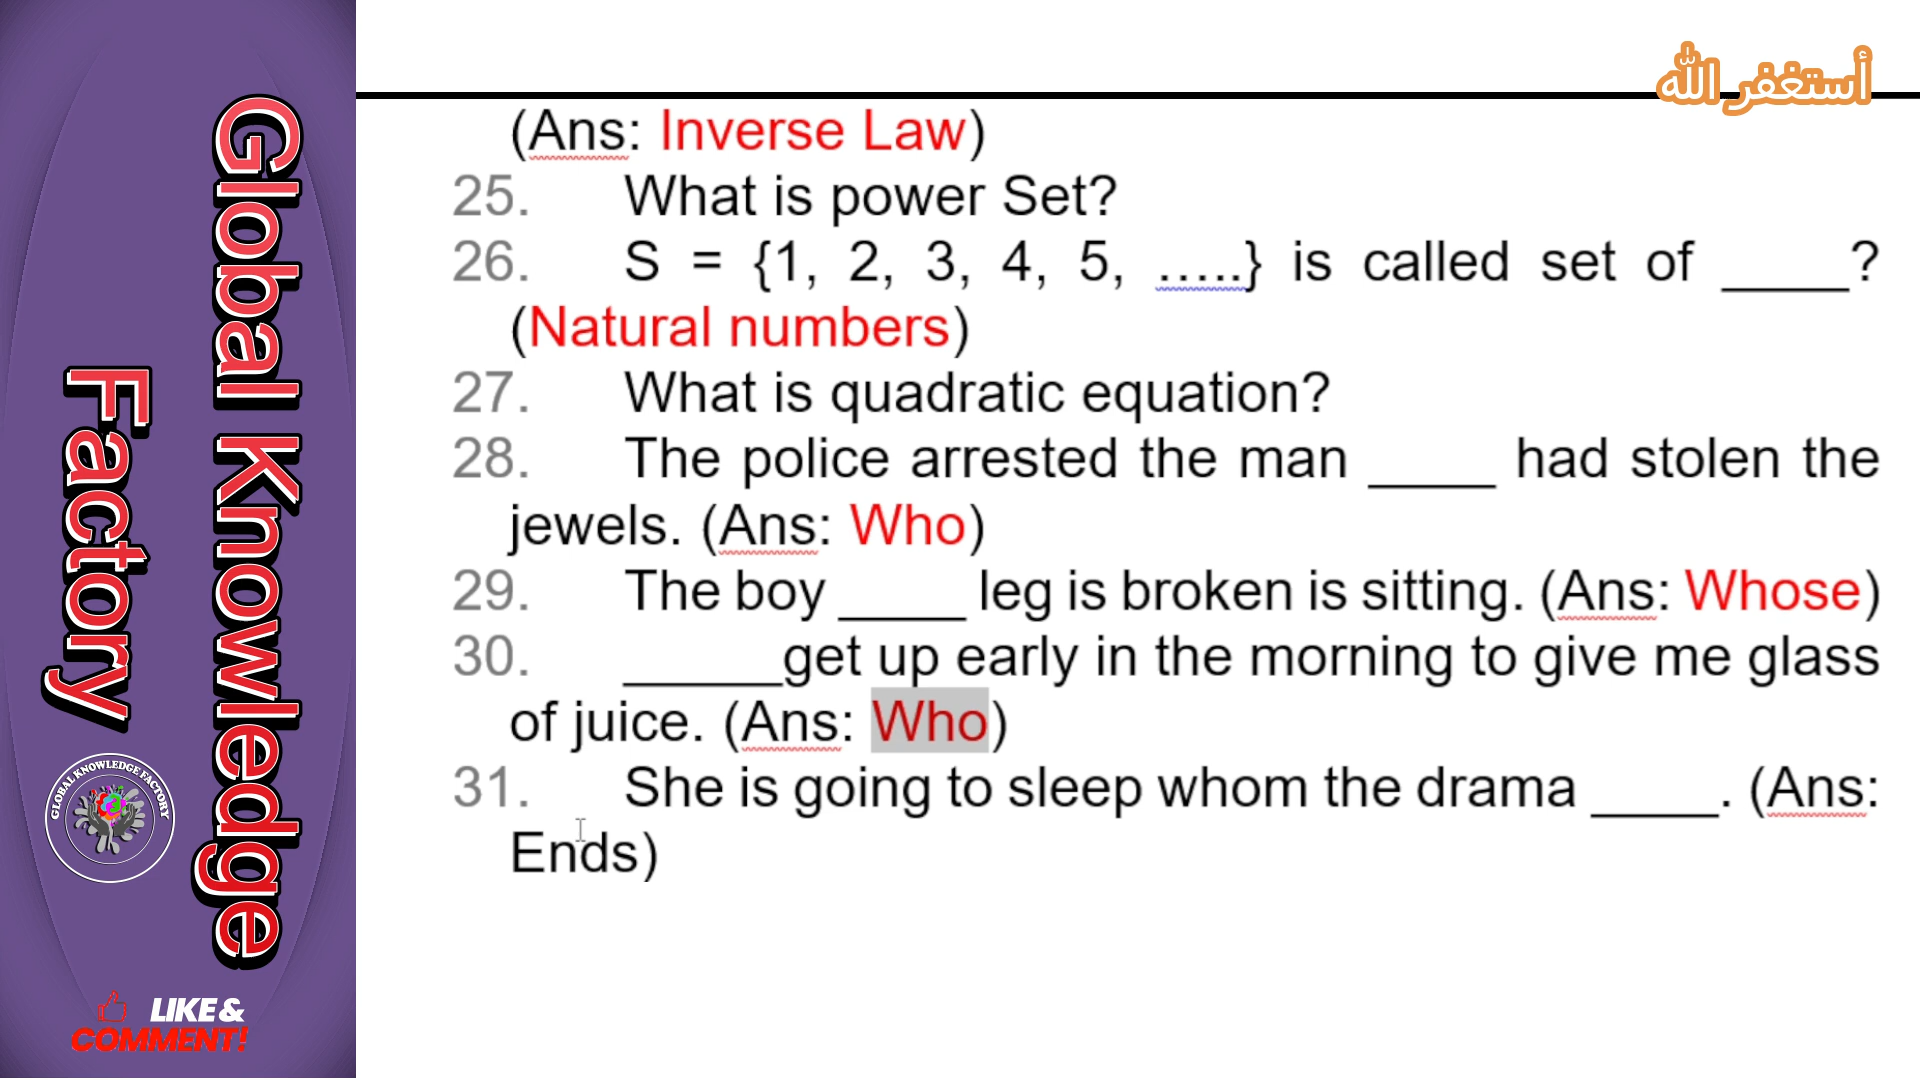 Global Knowledge
Factory
GLOBAL KNOWLEDGE FACTORY
LIKE &
COMMENT!
أستغفر الله
(Ans: Inverse Law)
25. What is power Set?
26. S = {1, 2, 3, 4, 5, .....} is called set of ____?
(Natural numbers)
27. What is quadratic equation?
28. The police arrested the man ____ had stolen the
jewels. (Ans: Who)
29. The boy ____ leg is broken is sitting. (Ans: Whose)
30. _____get up early in the morning to give me glass
of juice. (Ans: Who)
31. She is going to sleep whom the drama ____. (Ans:
Ends)